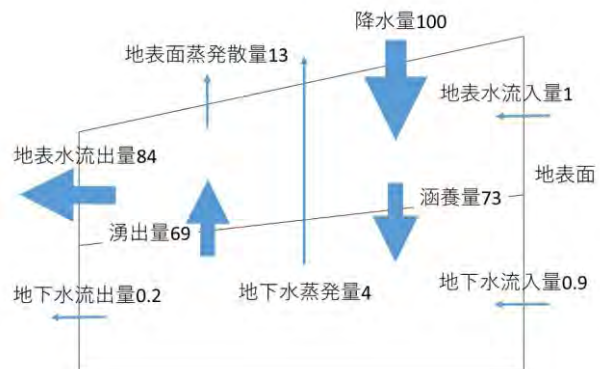 降水量100
地表面蒸発散量13
地表水流入量1
地表水流出量84
地表面
涵養量73
湧出量69
地下水流出量0.2
地下水蒸発量4
地下水流入量0.9